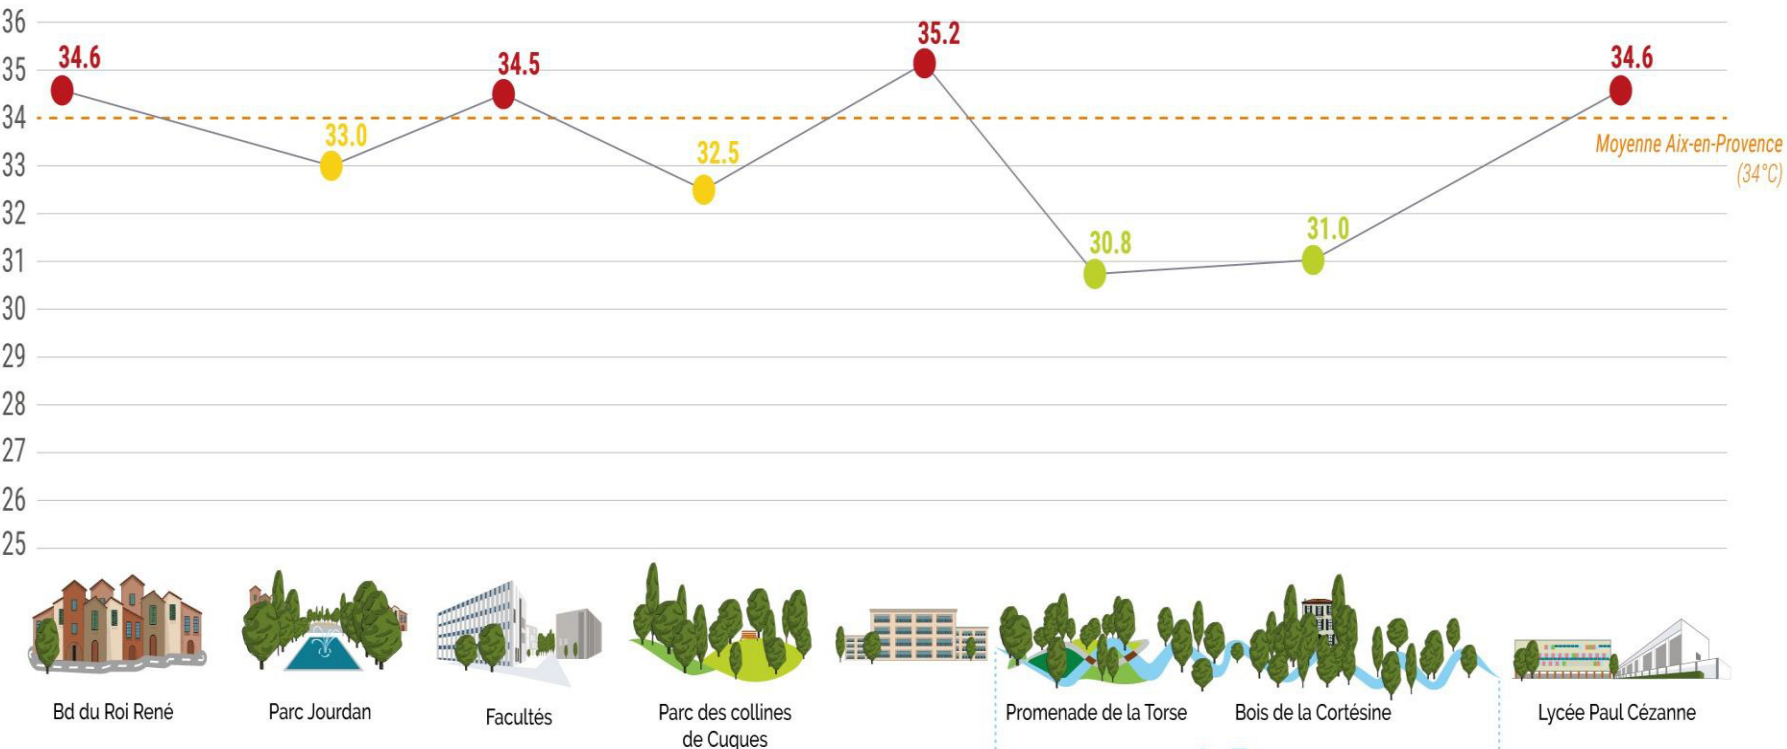 36
35
34
33
32
31
30
29
28
27
26
25
34.6
33.0
34.5
32.5
35.2
30.8
31.0
34.6
Moyenne Aix-en-Provence
(34°C)
Bd du Roi René
Parc Jourdan
Facultés
Parc des collines
de Cuques
Promenade de la Torse
Bois de la Cortésine
Lycée Paul Cézanne